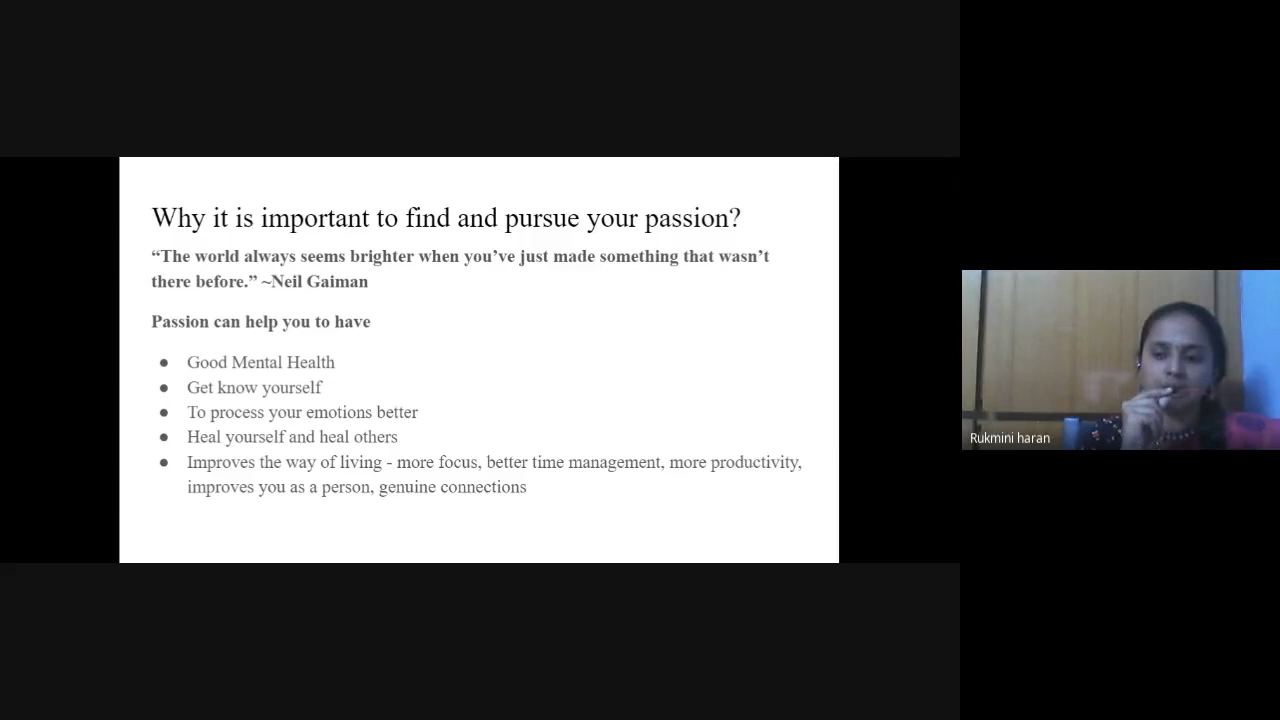 Why it is important to find and pursue your passion?
“The world always seems brighter when you’ve just made something that wasn’t
there before.” ~Neil Gaiman
Passion can help you to have
● Good Mental Health
● Get know yourself
● To process your emotions better
● Heal yourself and heal others
● Improves the way of living - more focus, better time management, more productivity,
improves you as a person, genuine connections
Rukmini haran